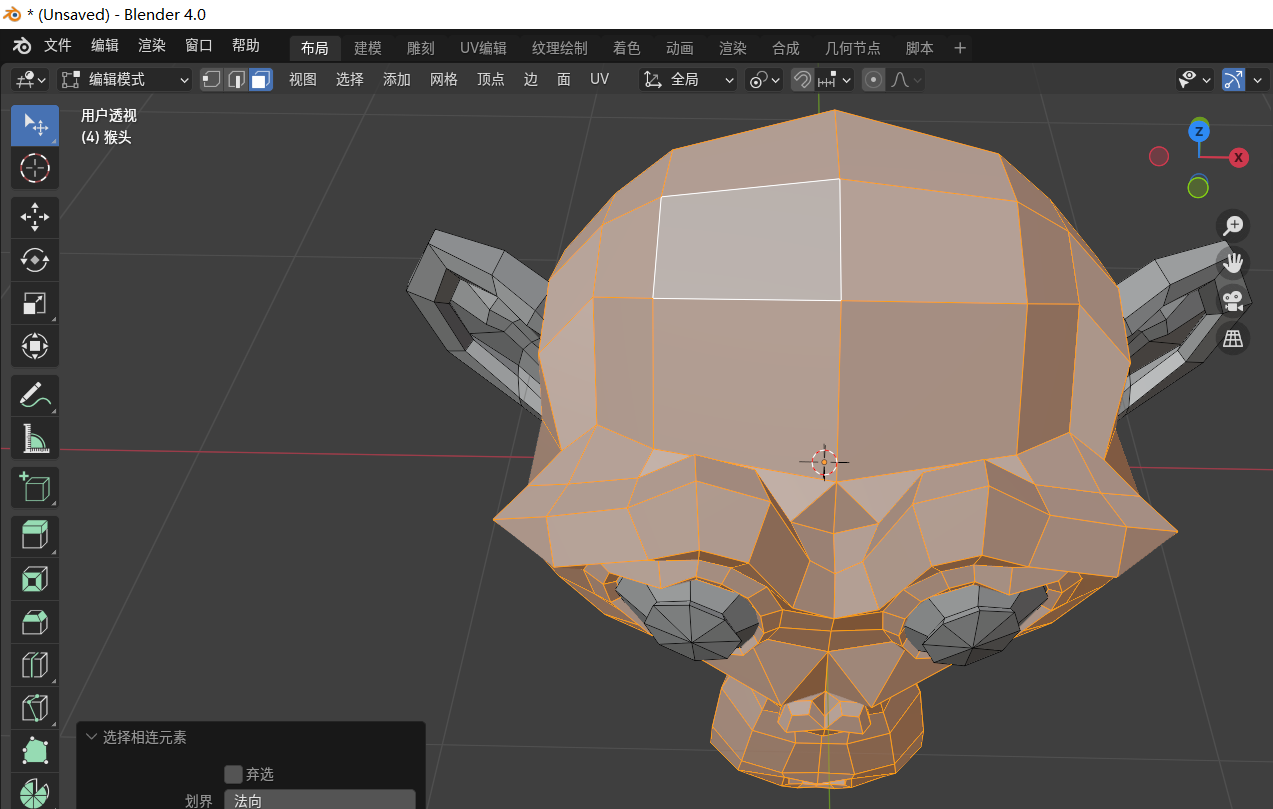 * (Unsaved) - Blender 4.0
文件 编辑 渲染 窗口 帮助 布局 建模 雕刻 UV编辑 纹理绘制 着色 动画 渲染 合成 几何节点 脚本 +
编辑模式 视图 选择 添加 网格 顶点 边 面 UV 全局
用户透视
(4) 猴头
Z
X
选择相连元素
弃选
划界 法向